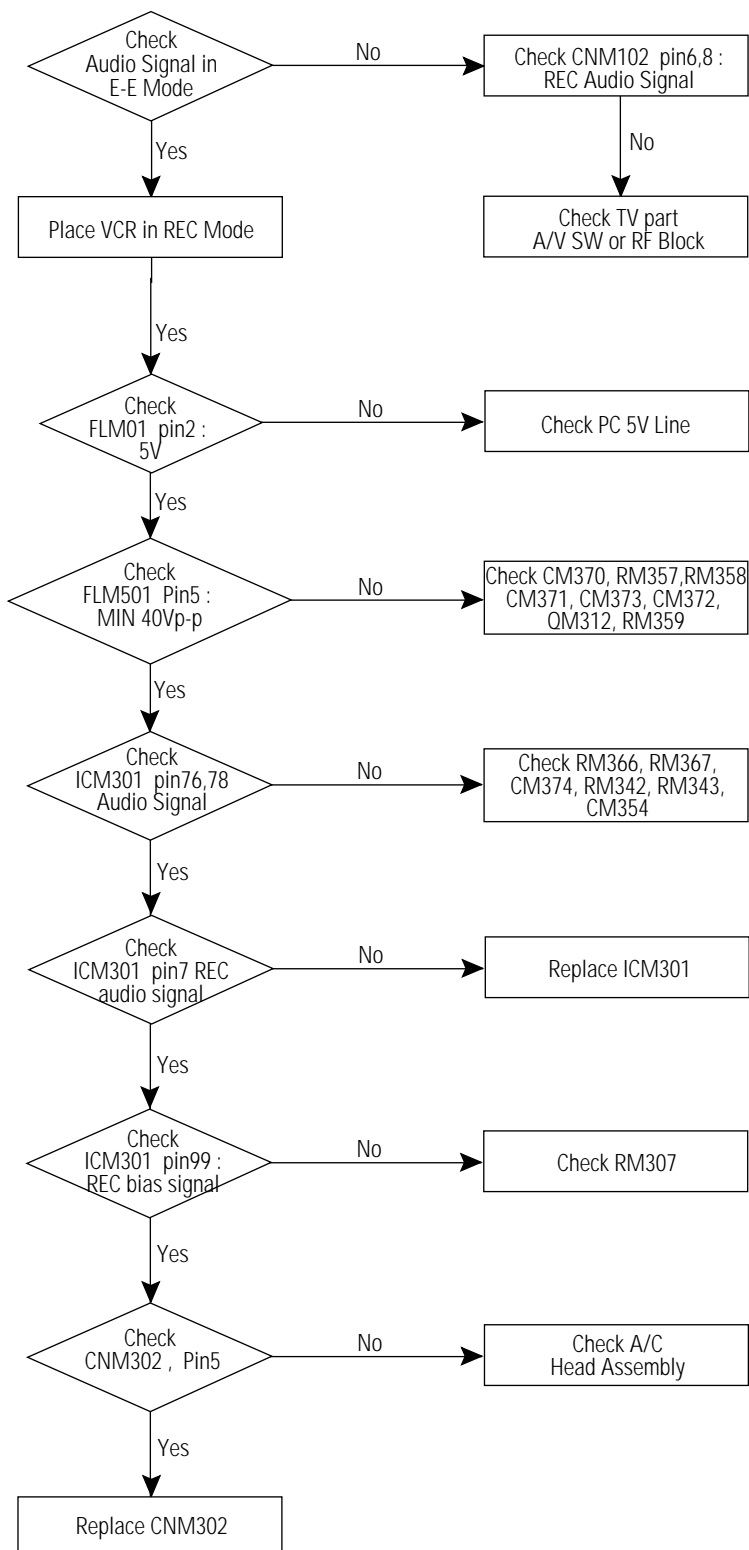 Check
Audio Signal in
E-E Mode
No
Check CNM102 pin6,8 :
REC Audio Signal
Yes
No
Place VCR in REC Mode
Check TV part
A/V SW or RF Block
Yes
Check
FLM01 pin2 :
5V
No
Check PC 5V Line
Yes
Check
FLM501 Pin5 :
MIN 40Vp-p
No
Check CM370, RM357,RM358
CM371, CM373, CM372,
QM312, RM359
Yes
Check
ICM301 pin76,78
Audio Signal
No
Check RM366, RM367,
CM374, RM342, RM343,
CM354
Yes
Check
ICM301 pin7 REC
audio signal
No
Replace ICM301
Yes
Check
ICM301 pin99 :
REC bias signal
No
Check RM307
Yes
Check
CNM302 , Pin5
No
Check A/C
Head Assembly
Yes
Replace CNM302